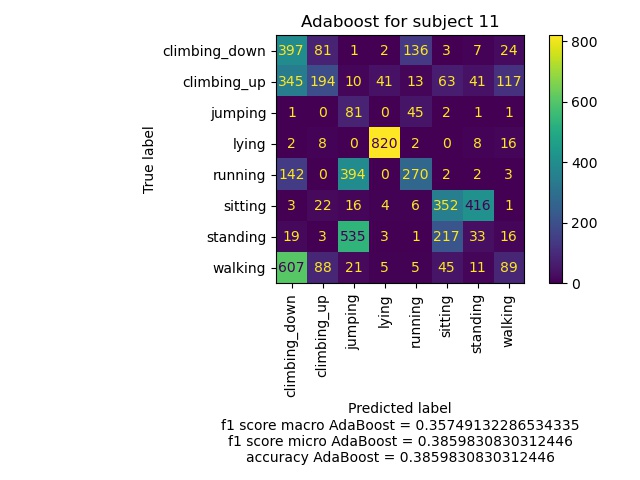 Adaboost for subject 11
climbing_down 397 81 1 2 136 3 7 24
climbing_up 345 194 10 41 13 63 41 117
jumping 1 0 81 0 45 2 1 1
lying 2 8 0 820 2 0 8 16
running 142 0 394 0 270 2 2 3
sitting 3 22 16 4 6 352 416 1
standing 19 3 535 3 1 217 33 16
walking 607 88 21 5 5 45 11 89
True label
climbing_down climbing_up jumping lying running sitting standing walking
800
600
400
200
0
Predicted label
f1 score macro AdaBoost = 0.35749132286534335
f1 score micro AdaBoost = 0.3859830830312446
accuracy AdaBoost = 0.3859830830312446